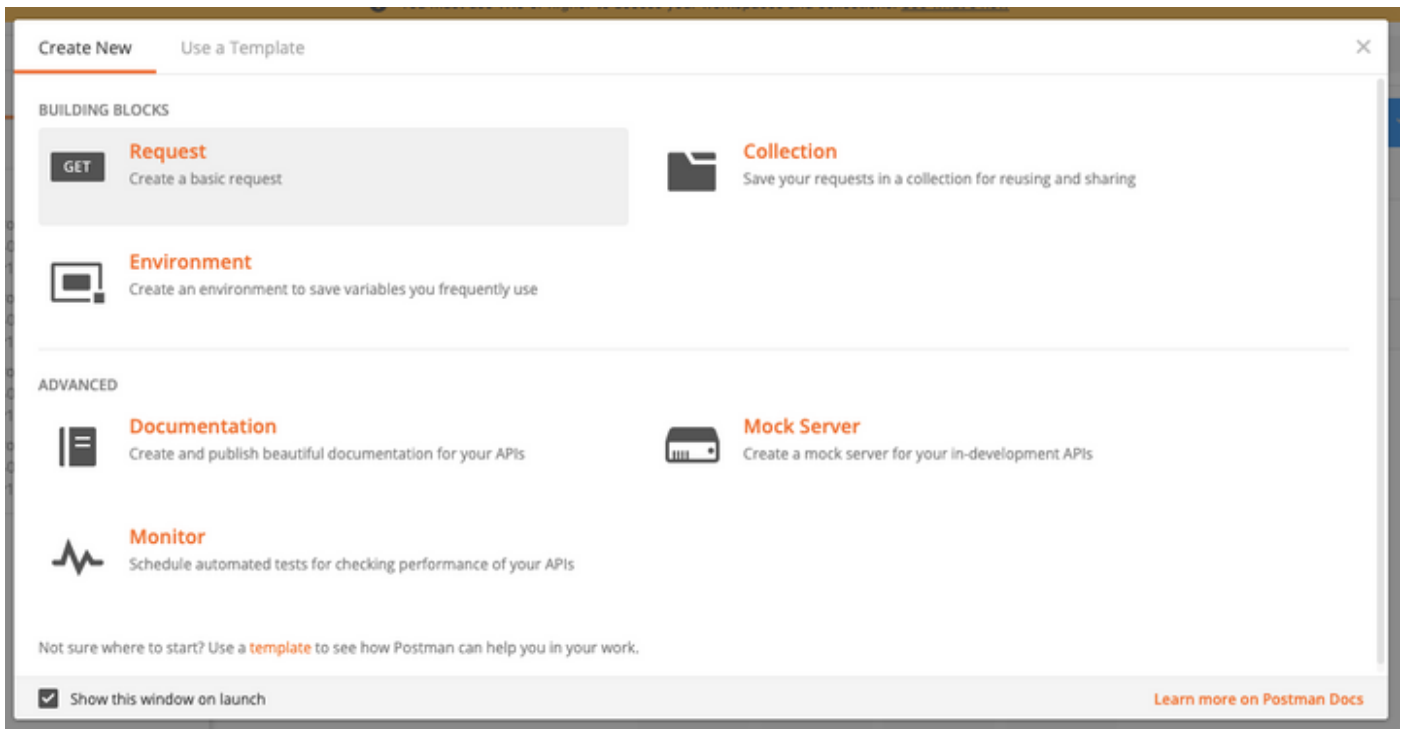 Create New
Use a Template
BUILDING BLOCKS
GET
Request
Create a basic request
Collection
Save your requests in a collection for reusing and sharing
Environment
Create an environment to save variables you frequently use
ADVANCED
Documentation
Create and publish beautiful documentation for your APIs
Mock Server
Create a mock server for your in-development APIs
Monitor
Schedule automated tests for checking performance of your APIs
Not sure where to start? Use a template to see how Postman can help you in your work.
Show this window on launch
Learn more on Postman Docs